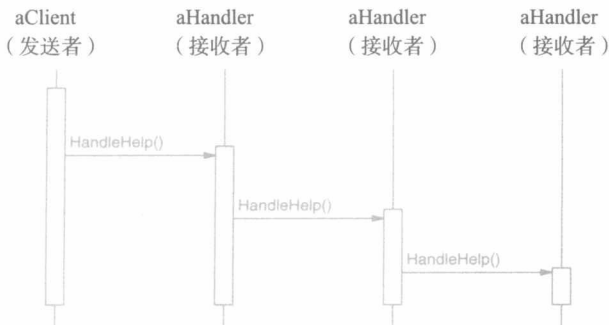 aClient aHandler aHandler aHandler
（发送者） （接收者） （接收者） （接收者）
HandleHelp()
HandleHelp()
HandleHelp()